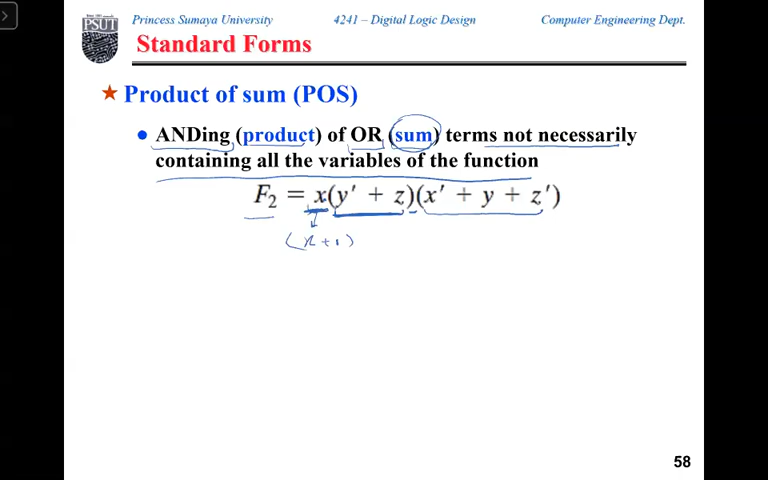 Princess Sumaya University 4241 – Digital Logic Design Computer Engineering Dept.
PSUT
Standard Forms
★ Product of sum (POS)
● ANDing (product) of OR (sum) terms not necessarily
containing all the variables of the function
F₂ = x(y′ + z)(x′ + y + z′)
(x + 1)
58